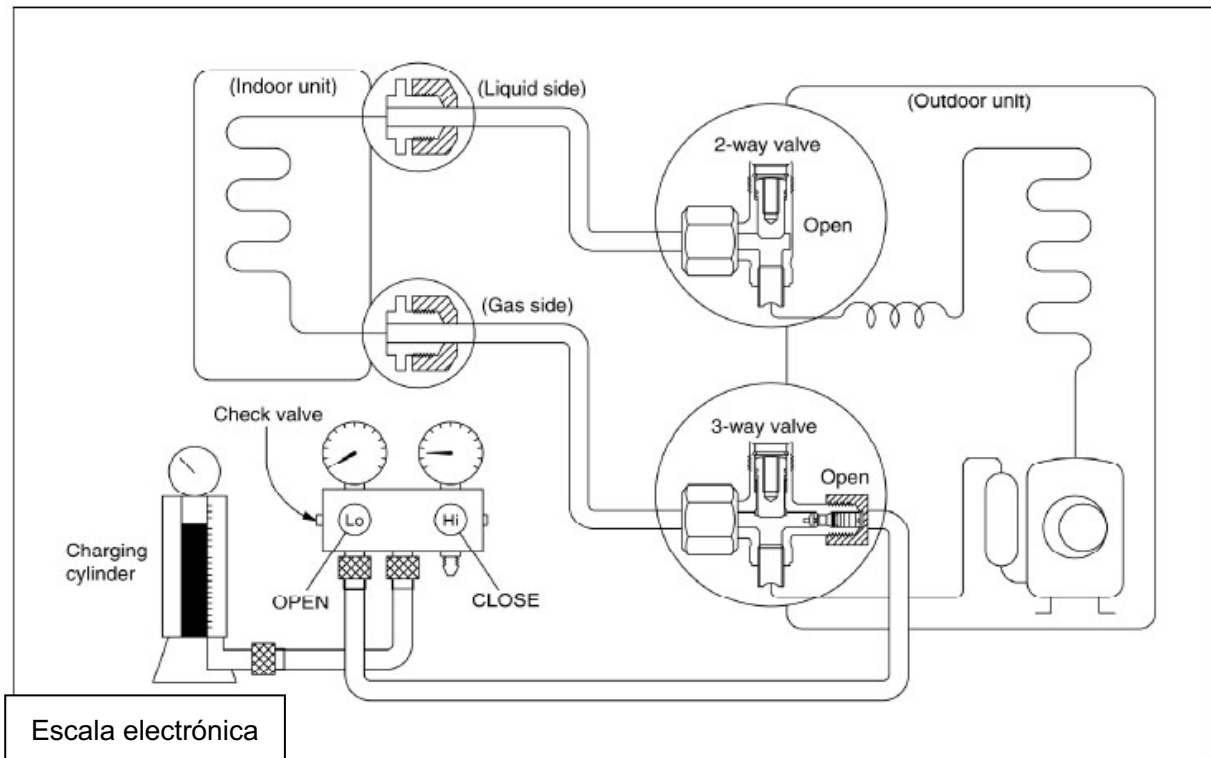 (Indoor unit)
(Liquid side)
(Outdoor unit)
2-way valve
Open
(Gas side)
3-way valve
Open
Check valve
Lo
Hi
Charging
cylinder
OPEN
CLOSE
Escala electrónica